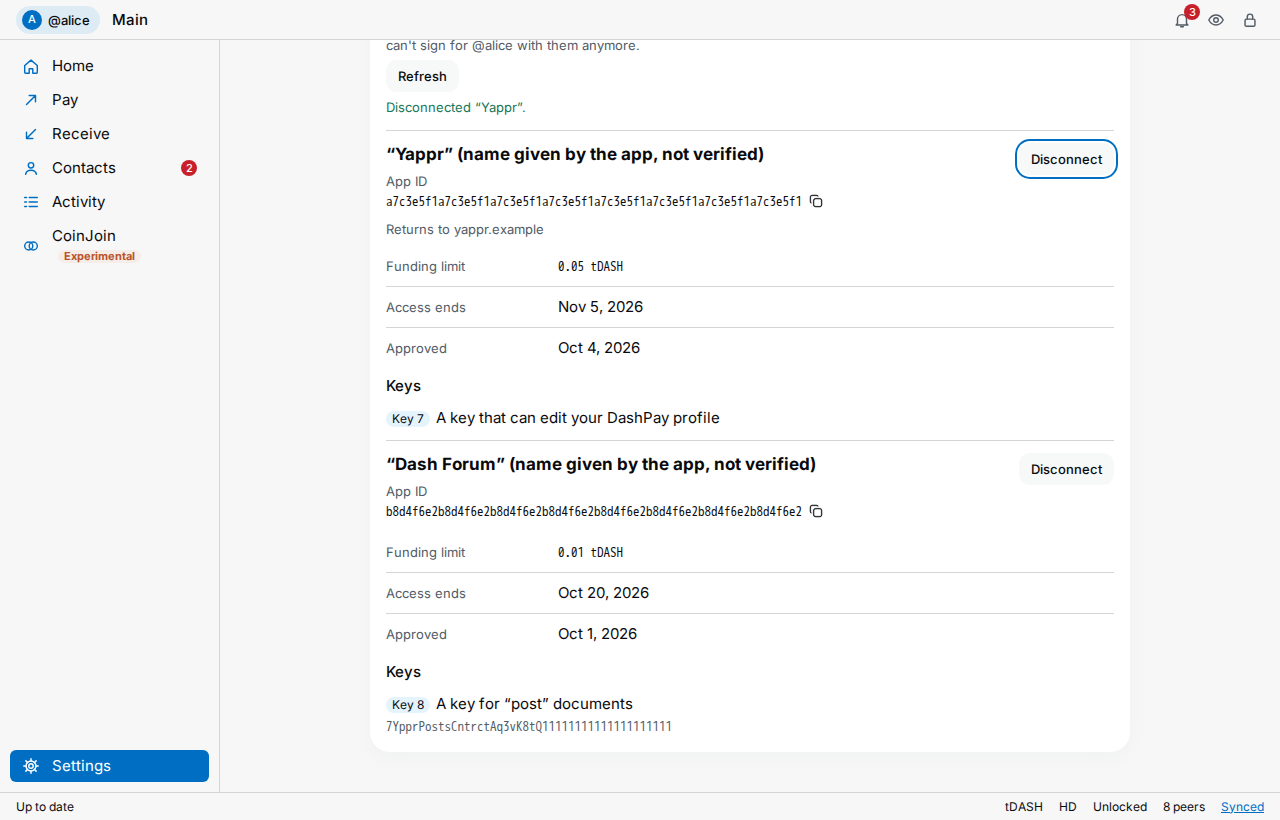 A @alice Main 3
can't sign for @alice with them anymore.
Home
Refresh
Pay
Disconnected “Yappr”.
Receive
“Yappr” (name given by the app, not verified) Disconnect
Contacts 2
App ID
Activity
a7c3e5f1a7c3e5f1a7c3e5f1a7c3e5f1a7c3e5f1a7c3e5f1a7c3e5f1a7c3e5f1
CoinJoin
Returns to yappr.example
Experimental
Funding limit 0.05 tDASH
Access ends Nov 5, 2026
Approved Oct 4, 2026
Keys
Key 7 A key that can edit your DashPay profile
“Dash Forum” (name given by the app, not verified) Disconnect
App ID
b8d4f6e2b8d4f6e2b8d4f6e2b8d4f6e2b8d4f6e2b8d4f6e2b8d4f6e2b8d4f6e2
Funding limit 0.01 tDASH
Access ends Oct 20, 2026
Approved Oct 1, 2026
Keys
Key 8 A key for “post” documents
7YpprPostsCntrctAq3vK8tQ11111111111111111111
Settings
Up to date tDASH HD Unlocked 8 peers Synced